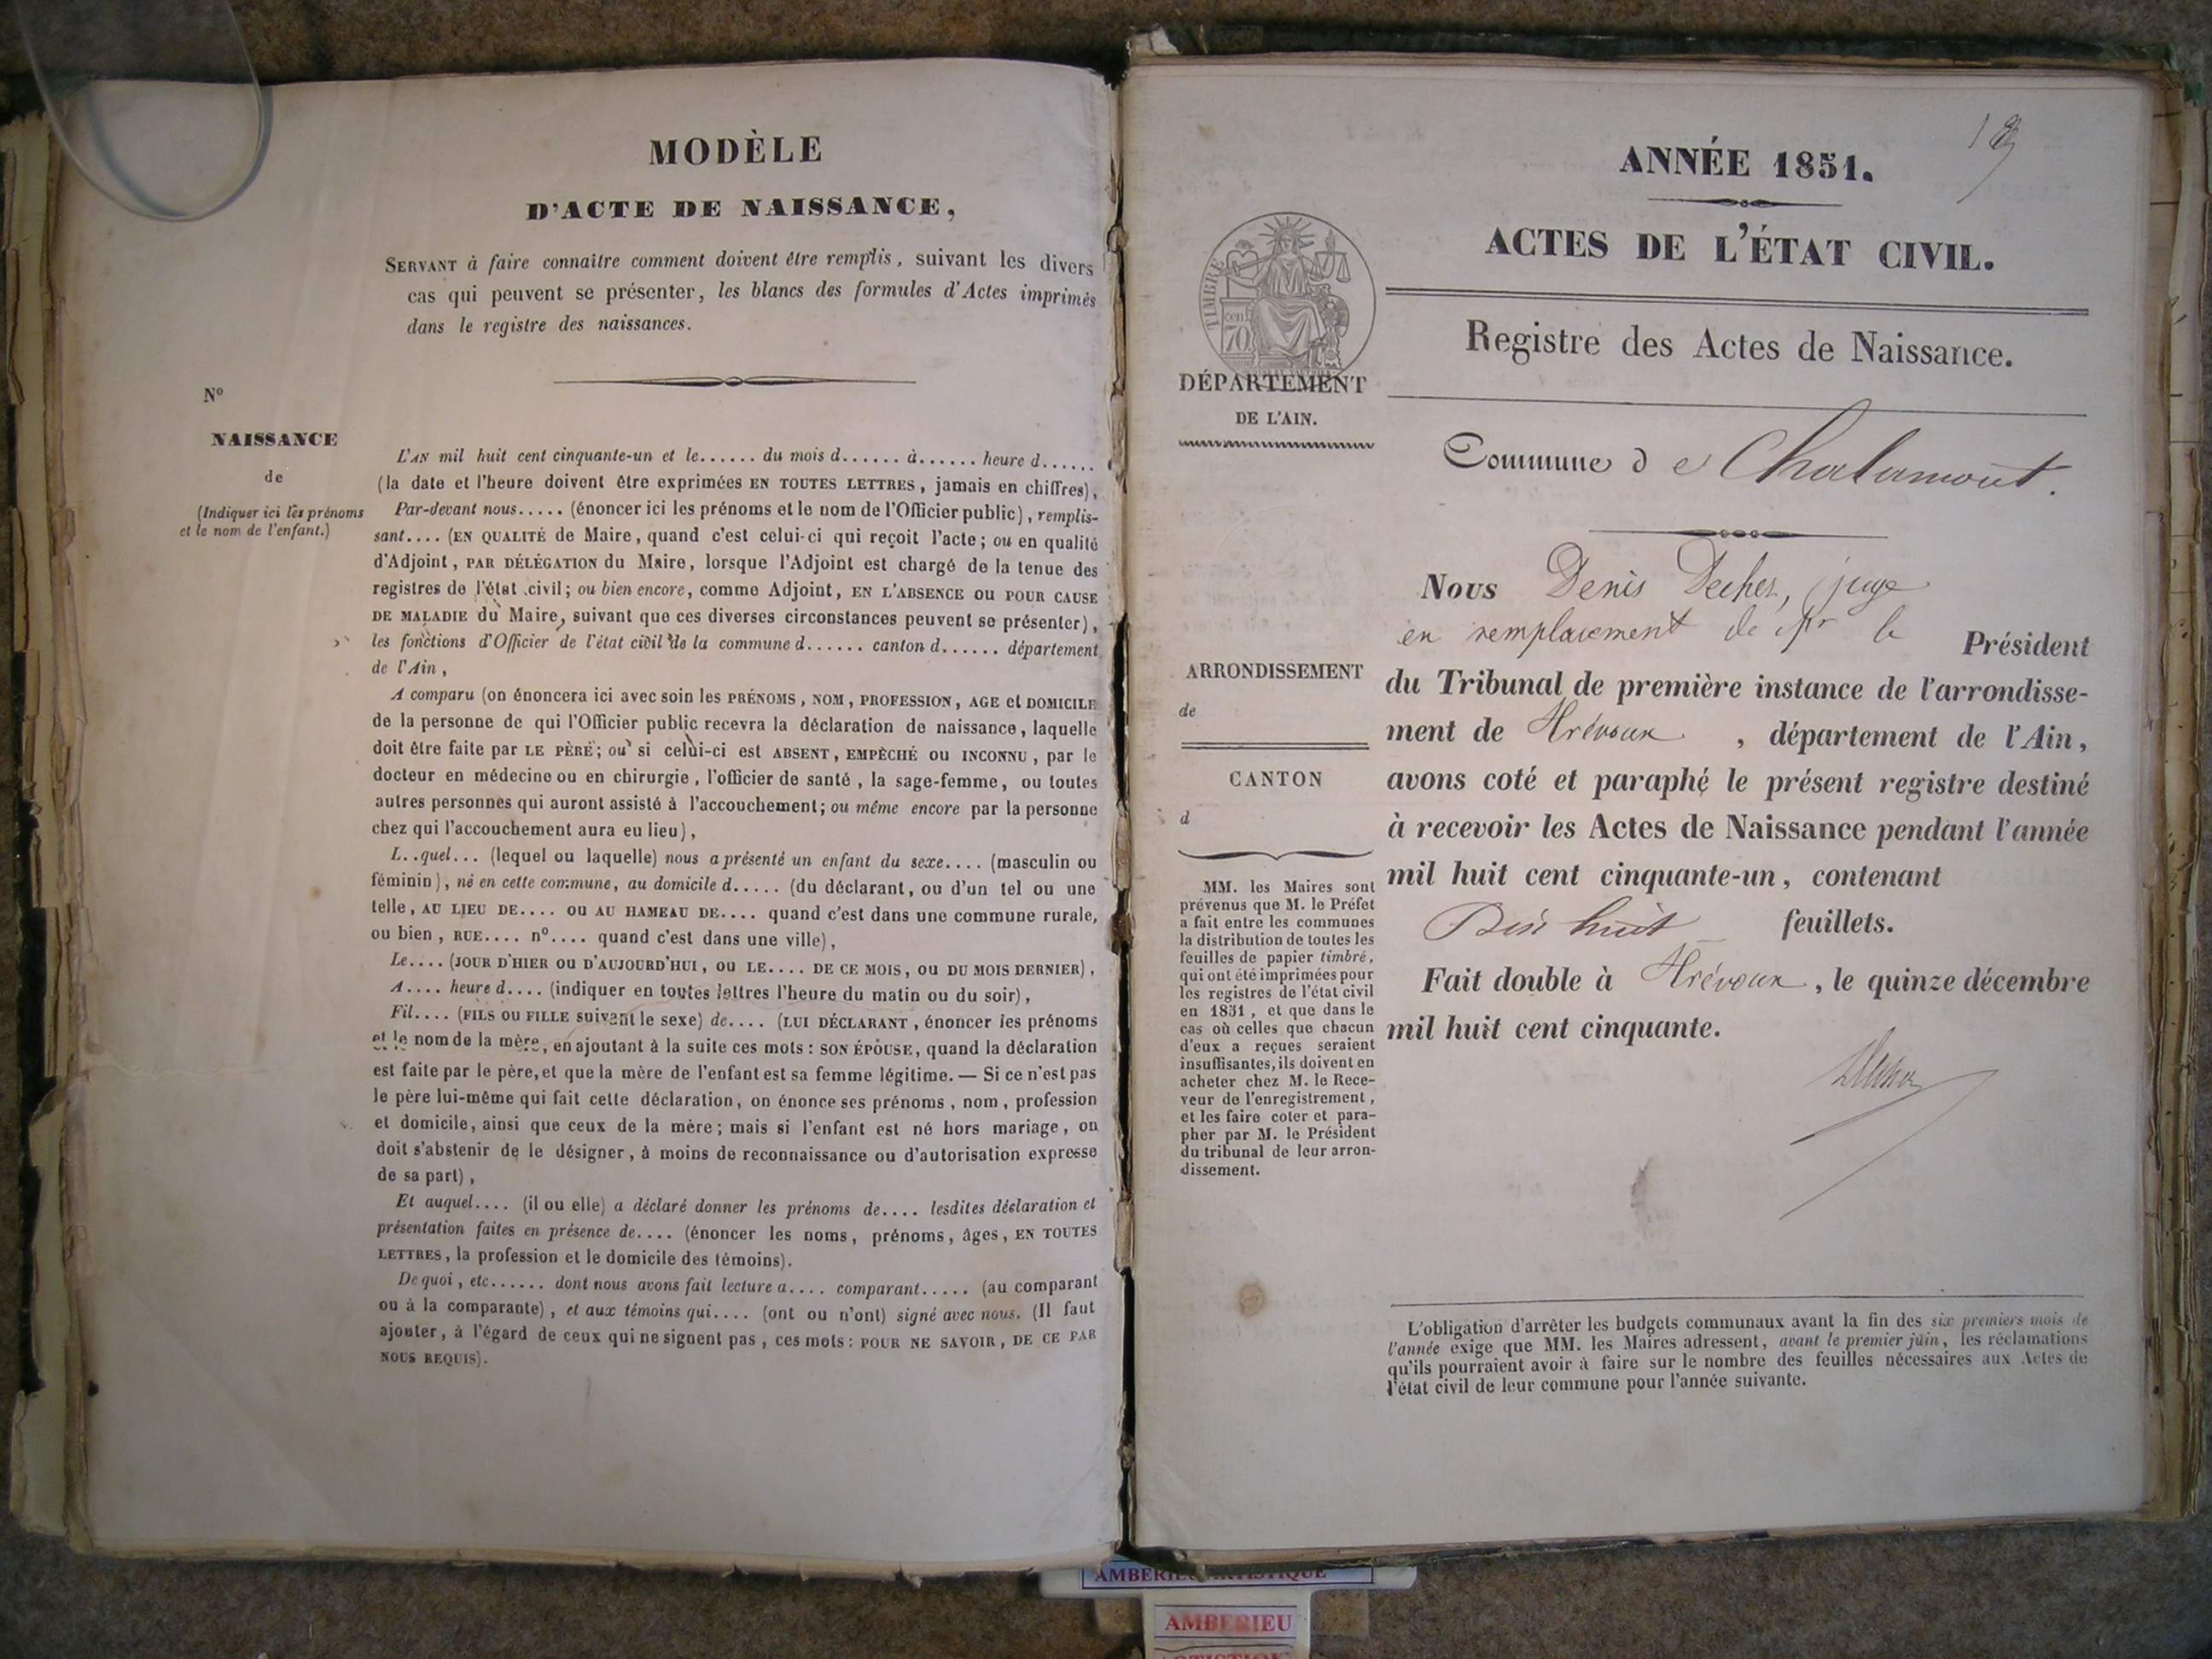 MODÈLE
D'ACTE DE NAISSANCE,
SERVANT à faire connaître comment doivent être remplis, suivant les divers
cas qui peuvent se présenter, les blancs des formules d'Actes imprimés
dans le registre des naissances.
N°
NAISSANCE
de
(Indiquer ici les prénoms
et le nom de l'enfant.)
L'AN mil huit cent cinquante-un et le...... du mois d...... à...... heure d......
(la date et l'heure doivent être exprimées EN TOUTES LETTRES, jamais en chiffres),
Par-devant nous..... (énoncer ici les prénoms et le nom de l'Officier public), remplis-
sant.... (EN QUALITÉ de Maire, quand c'est celui-ci qui reçoit l'acte; ou en qualité
d'Adjoint, PAR DÉLÉGATION du Maire, lorsque l'Adjoint est chargé de la tenue des
registres de l'état civil; ou bien encore, comme Adjoint, EN L'ABSENCE OU POUR CAUSE
DE MALADIE du Maire, suivant que ces diverses circonstances peuvent se présenter),
les fonctions d'Officier de l'état civil de la commune d...... canton d...... département
de l'Ain,
A comparu (on énoncera ici avec soin les PRÉNOMS, NOM, PROFESSION, AGE et DOMICILE
de la personne de qui l'Officier public recevra la déclaration de naissance, laquelle
doit être faite par LE PÈRE; ou si celui-ci est ABSENT, EMPÊCHÉ OU INCONNU, par le
docteur en médecine ou en chirurgie, l'officier de santé, la sage-femme, ou toutes
autres personnes qui auront assisté à l'accouchement; ou même encore par la personne
chez qui l'accouchement aura eu lieu),
L..quel... (lequel ou laquelle) nous a présenté un enfant du sexe.... (masculin ou
féminin), né en cette commune, au domicile d..... (du déclarant, ou d'un tel ou une
telle, AU LIEU DE.... OU AU HAMEAU DE.... quand c'est dans une commune rurale,
ou bien, RUE.... n°.... quand c'est dans une ville),
Le.... (JOUR D'HIER OU D'AUJOURD'HUI, OU LE.... DE CE MOIS, OU DU MOIS DERNIER),
A.... heure d.... (indiquer en toutes lettres l'heure du matin ou du soir),
Fil.... (FILS OU FILLE suivant le sexe) de.... (LUI DÉCLARANT, énoncer les prénoms
et le nom de la mère, en ajoutant à la suite ces mots: SON ÉPOUSE, quand la déclaration
est faite par le père, et que la mère de l'enfant est sa femme légitime. — Si ce n'est pas
le père lui-même qui fait cette déclaration, on énonce ses prénoms, nom, profession
et domicile, ainsi que ceux de la mère; mais si l'enfant est né hors mariage, on
doit s'abstenir de le désigner, à moins de reconnaissance ou d'autorisation expresse
de sa part),
Et auquel.... (il ou elle) a déclaré donner les prénoms de.... lesdites déclaration et
présentation faites en présence de.... (énoncer les noms, prénoms, âges, EN TOUTES
LETTRES, la profession et le domicile des témoins).
De quoi, etc...... dont nous avons fait lecture a.... comparant..... (au comparant
ou à la comparante), et aux témoins qui.... (ont ou n'ont) signé avec nous. (Il faut
ajouter, à l'égard de ceux qui ne signent pas, ces mots: POUR NE SAVOIR, DE CE PAR
NOUS REQUIS).
ANNÉE 1851.
ACTES DE L'ÉTAT CIVIL.
Registre des Actes de Naissance.
TIMBRE
cen.
70
DÉPARTEMENT
DE L'AIN.
Commune d e Chalamont.
Nous Denis Decher, juge
en remplacement de Mr le Président
du Tribunal de première instance de l'arrondisse-
ment de Trévoux, département de l'Ain,
avons coté et paraphé le présent registre destiné
à recevoir les Actes de Naissance pendant l'année
mil huit cent cinquante-un, contenant
Dix huit feuillets.
Fait double à Trévoux, le quinze décembre
mil huit cent cinquante.
ARRONDISSEMENT
de
CANTON
d
MM. les Maires sont
prévenus que M. le Préfet
a fait entre les communes
la distribution de toutes les
feuilles de papier timbré,
qui ont été imprimées pour
les registres de l'état civil
en 1851, et que dans le
cas où celles que chacun
d'eux a reçues seraient
insuffisantes, ils doivent en
acheter chez M. le Rece-
veur de l'enregistrement,
et les faire coter et para-
pher par M. le Président
du tribunal de leur arron-
dissement.
L'obligation d'arrêter les budgets communaux avant la fin des six premiers mois de
l'année exige que MM. les Maires adressent, avant le premier juin, les réclamations
qu'ils pourraient avoir à faire sur le nombre des feuilles nécessaires aux Actes de
l'état civil de leur commune pour l'année suivante.
AMBERIEU ARTISTIQUE
AMBERIEU
ARTISTIQUE